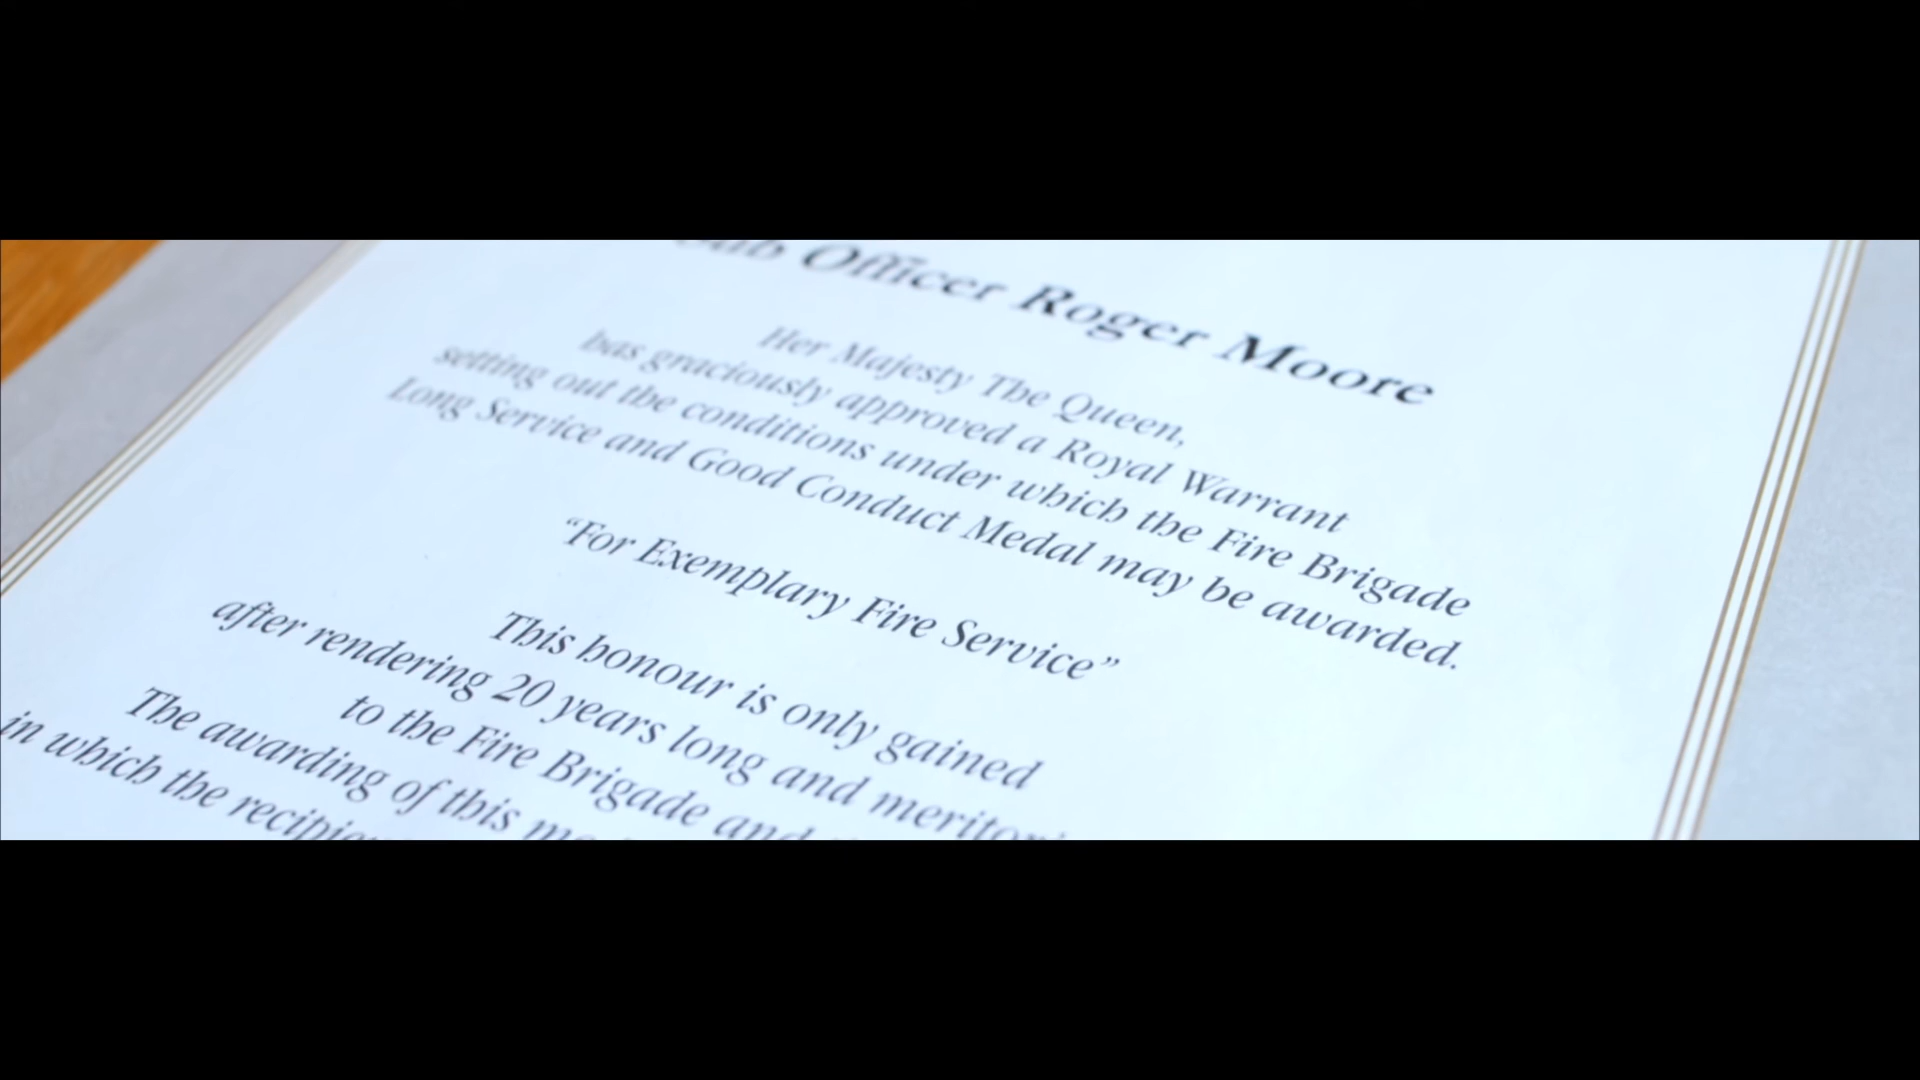 Sub Officer Roger Moore
Her Majesty The Queen,
has graciously approved a Royal Warrant
setting out the conditions under which the Fire Brigade
Long Service and Good Conduct Medal may be awarded.
“For Exemplary Fire Service”
This honour is only gained
after rendering 20 years long and
to the Fire Brigade and
The awarding of this
in which the